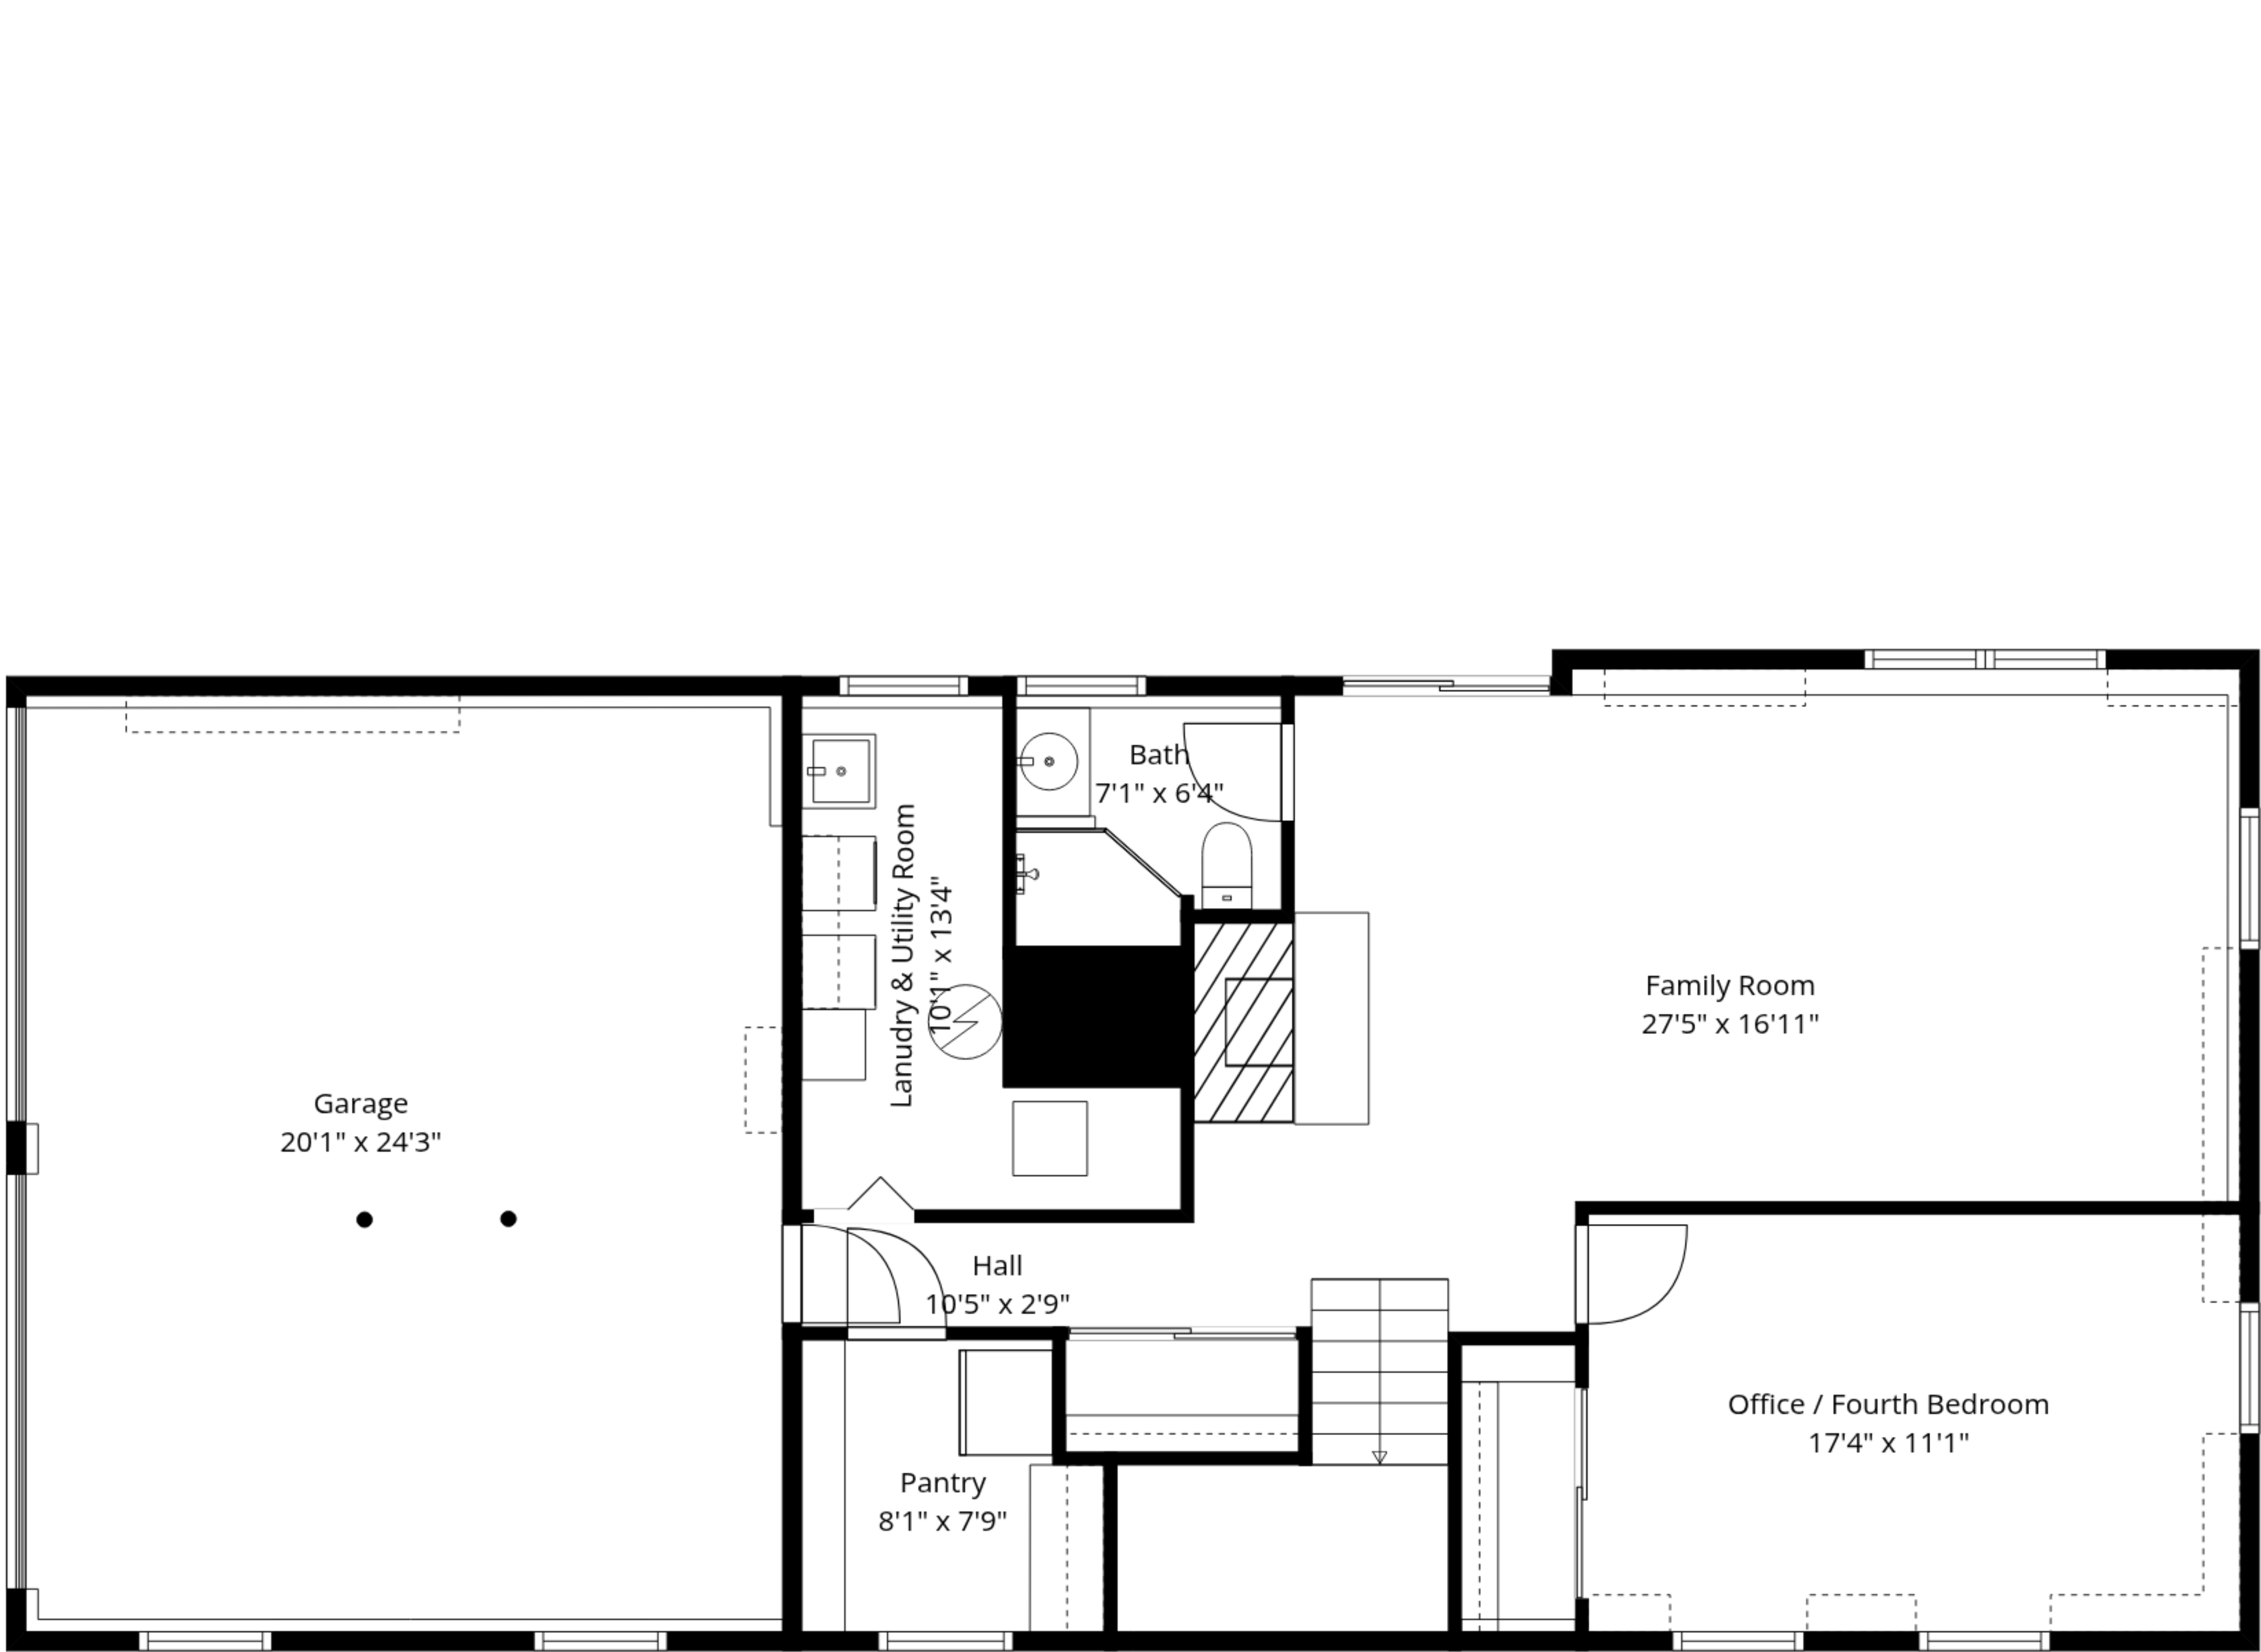 Bath
7'1" x 6'4"
Lanudry & Utility Room
10'1" x 13'4"
Family Room
27'5" x 16'11"
Garage
20'1" x 24'3"
Hall
10'5" x 2'9"
Office / Fourth Bedroom
17'4" x 11'1"
Pantry
8'1" x 7'9"